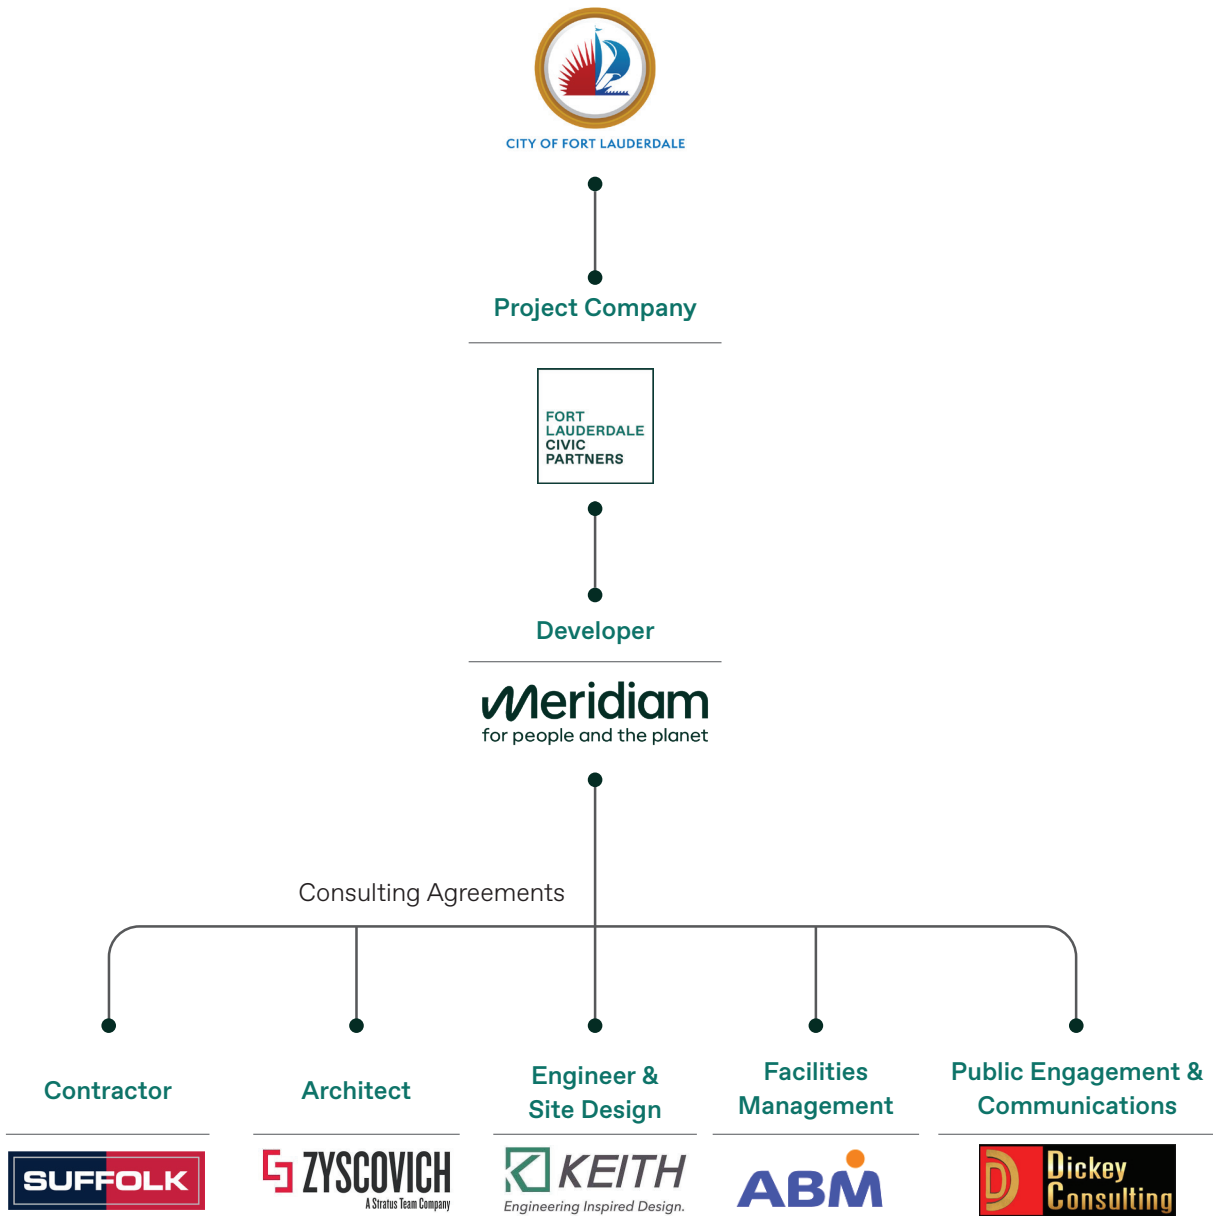 CITY OF FORT LAUDERDALE
Project Company
FORT
LAUDERDALE
CIVIC
PARTNERS
Developer
Meridiam
for people and the planet
Consulting Agreements
Contractor
SUFFOLK
Architect
ZYSCOVICH
A Stratus Team Company
Engineer &
Site Design
KEITH
Engineering Inspired Design.
Facilities
Management
ABM
Public Engagement &
Communications
D
Dickey
Consulting